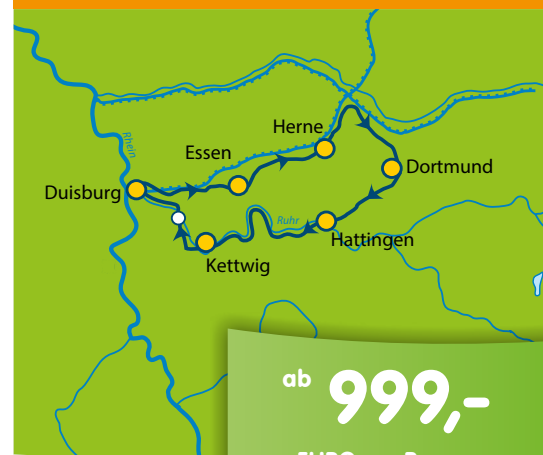 Rhein
Herne
Essen
Dortmund
Duisburg
Ruhr
Hattingen
Kettwig
ab 999,-